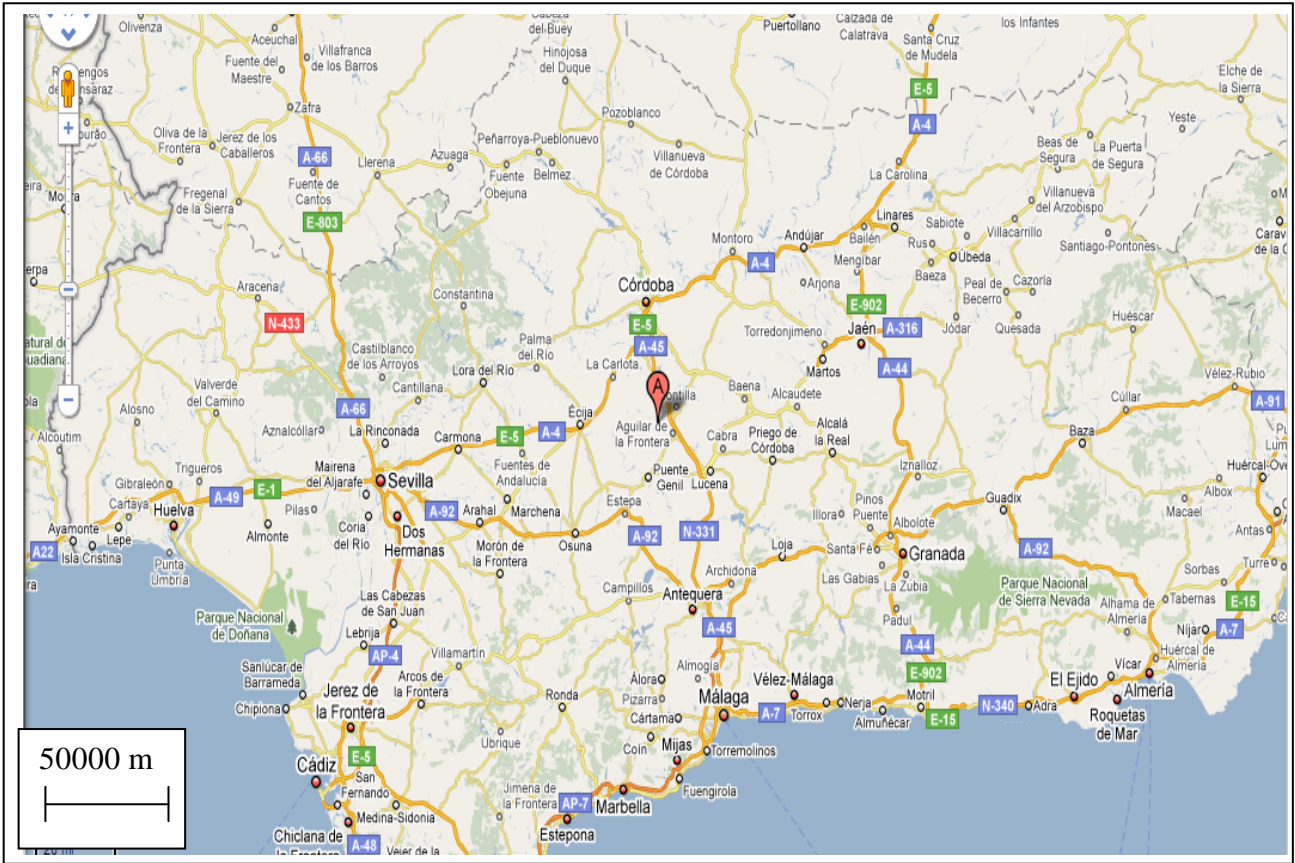 Olivenza
Aceuchal
Villafranca
de los Barros
Fuente del
Maestre
Zafra
Cabeza
del-Buey
Hinojosa
del Duque
Puertollano
Calzada de
Calatrava
Santa Cruz
de Mudela
los Infantes
Elche de
la Sierra
Yeste
E-5
A-4
Oliva de la
Frontera
Jerez de los
Caballeros
A-66
Fuente de
Cantos
Llerena
Azuaga
Peñarroya-Pueblonuevo
Fuente
Obejuna
Belmez
Pozoblanco
Villanueva
de Córdoba
La Carolina
Beas de
Segura
La Puerta
de Segura
Villanueva
del Arzobispo
Fregenal
de la Sierra
E-803
Montoro
A-4
Andújar
Linares
Bailén
Mengíbar
Sabiote
Rus
Úbeda
Baeza
Villacarrillo
Santiago-Pontones
Arjona
Peal de
Becerro
Cazorla
Aracena
N-433
Constantina
Córdoba
E-5
A-45
E-902
Jaén
A-316
Jódar
Quesada
Huéscar
Torredonjimeno
Martos
A-44
Castilblanco
de los Arroyos
Cantillana
Palma
del Río
Lora del Río
La Carlota
A
Baena
Alcaudete
Vélez-Rubio
A-91
Alosno
Valverde
del Camino
Aznalcóllar
A-66
La Rinconada
Carmona
E-5
A-4
Écija
Aguilar de
la Frontera
Cabra
Priego de
Córdoba
Alcalá
la Real
Cúllar
Baza
Alcoutim
Trigueros
Gibraleón
Cartaya
Huelva
A-49
E-1
Mairena
del Aljarafe
Sevilla
Fuentes de
Andalucía
Puente
Genil
Lucena
Iznalloz
Guadix
Albox
Macael
Pilas
Almonte
Coria
del Río
Dos
Hermanas
A-92
Arahal
Marchena
Estepa
Osuna
A-92
N-331
Pinos
Puente
Illora
Albolote
Antas
Ayamonte
Lepe
Isla Cristina
A22
Punta
Umbría
Morón de
la Frontera
Loja
Santa Fé
Granada
A-92
Las Gabias
La Zubia
Turre
Sorbas
Parque Nacional
de Doñana
Las Cabezas
de San Juan
Lebrija
Campillos
Archidona
Antequera
Parque Nacional
de Sierra Nevada
Alhama de
Almería
Tabernas
E-15
Padul
A-45
A-44
Níjar
A-7
AP-4
Villamartín
Huércal de
Almería
Sanlúcar de
Barrameda
Chipiona
Jerez de
la Frontera
Arcos de
la Frontera
Ronda
Almogía
Álora
Pizarra
Cártama
Málaga
Vélez-Málaga
A-7
Torrox
Nerja
Almuñécar
E-902
Motril
E-15
N-340
Adra
El Ejido
Vícar
Almería
Roquetas
de Mar
50000 m
E-5
Cádiz
San
Fernando
Ubrique
Coín
Mijas
Torremolinos
Fuengirola
Jimena de
la Frontera
AP-7
Marbella
Estepona
Medina-Sidonia
Chiclana de
la Frontera
A-48
Vejer de la